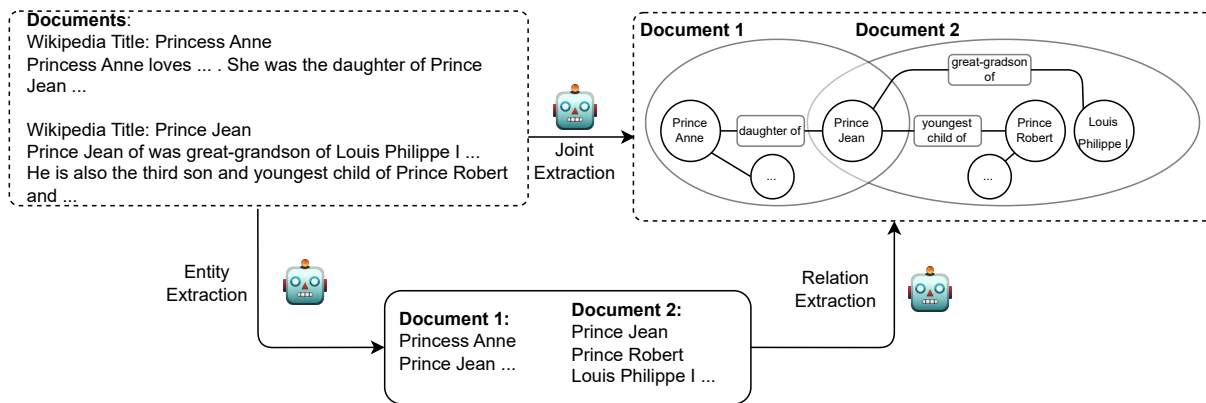 Documents:
Wikipedia Title: Princess Anne
Princess Anne loves ... . She was the daughter of Prince
Jean ...
Wikipedia Title: Prince Jean
Prince Jean of was great-grandson of Louis Philippe I ...
He is also the third son and youngest child of Prince Robert
and ...
Joint
Extraction
Document 1
Document 2
great-gradson
of
Prince
Anne
daughter of
Prince
Jean
youngest
child of
Prince
Robert
Louis
Philippe I
...
...
Entity
Extraction
Relation
Extraction
Document 1:
Princess Anne
Prince Jean ...
Document 2:
Prince Jean
Prince Robert
Louis Philippe I ...